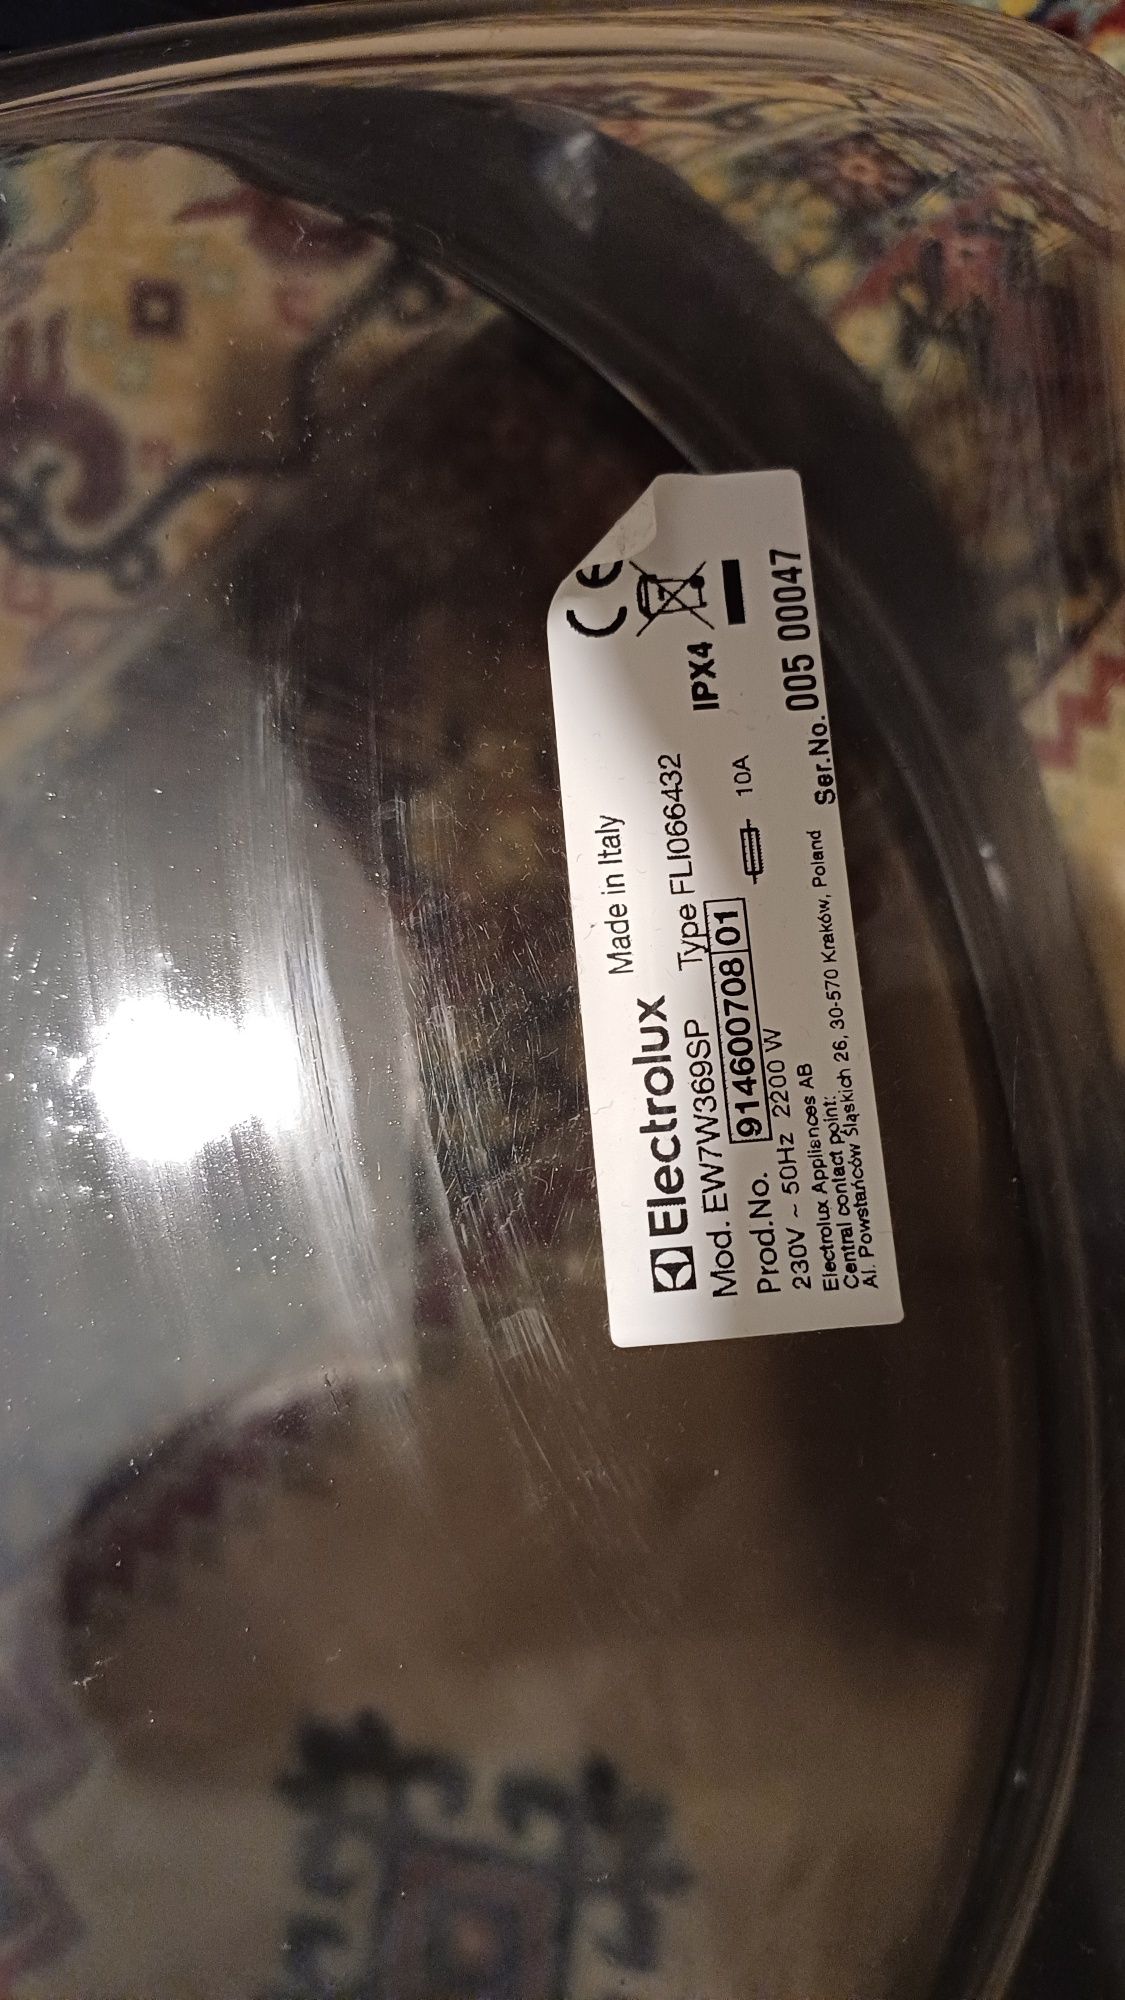 Electrolux Made in Italy CE
Mod. EW7W369SP Type FLI066432
Prod.No. 914600708 01 IPX4
230V ~ 50Hz 2200 W 10A
Electrolux Appliances AB
Central contact point:
Al. Powstańców Śląskich 26, 30-570 Kraków, Poland
Ser.No. 005 00047